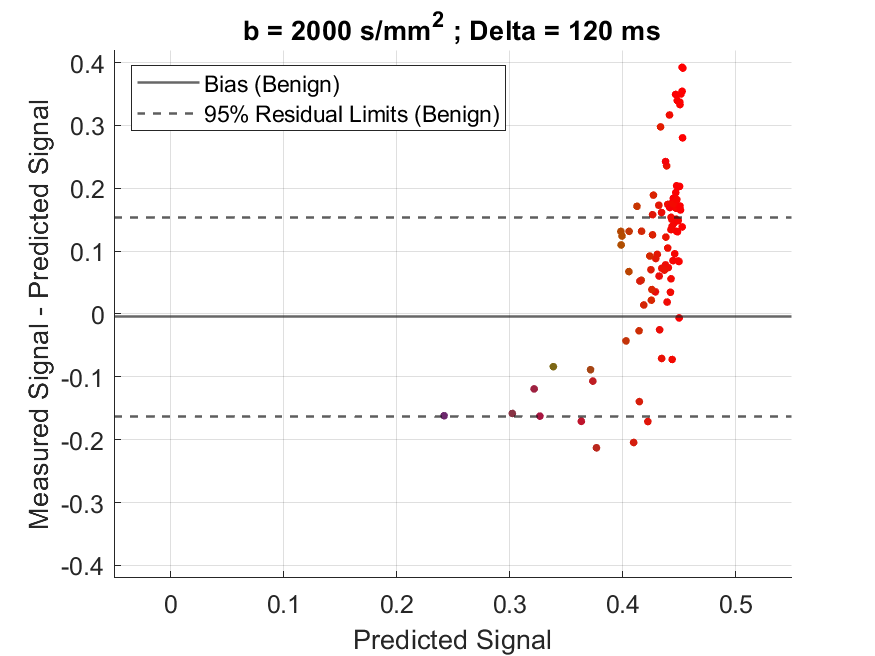 b = 2000 s/mm² ; Delta = 120 ms
Bias (Benign)
95% Residual Limits (Benign)
Measured Signal - Predicted Signal
0.4
0.3
0.2
0.1
0
-0.1
-0.2
-0.3
-0.4
0 0.1 0.2 0.3 0.4 0.5
Predicted Signal